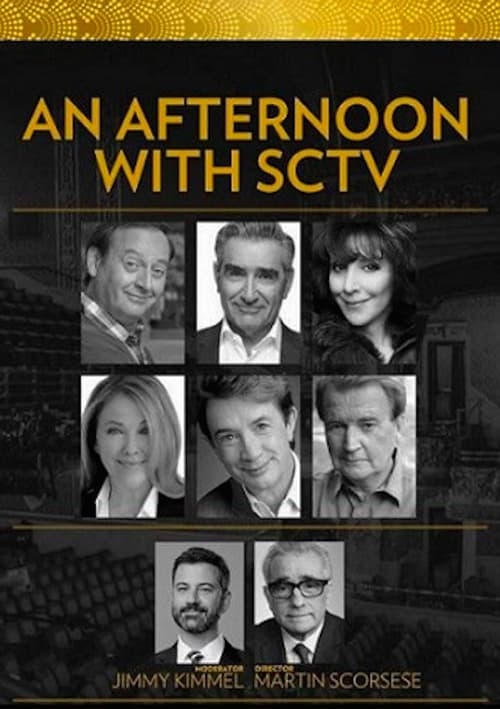 AN AFTERNOON
WITH SCTV
MODERATOR DIRECTOR
JIMMY KIMMEL MARTIN SCORSESE